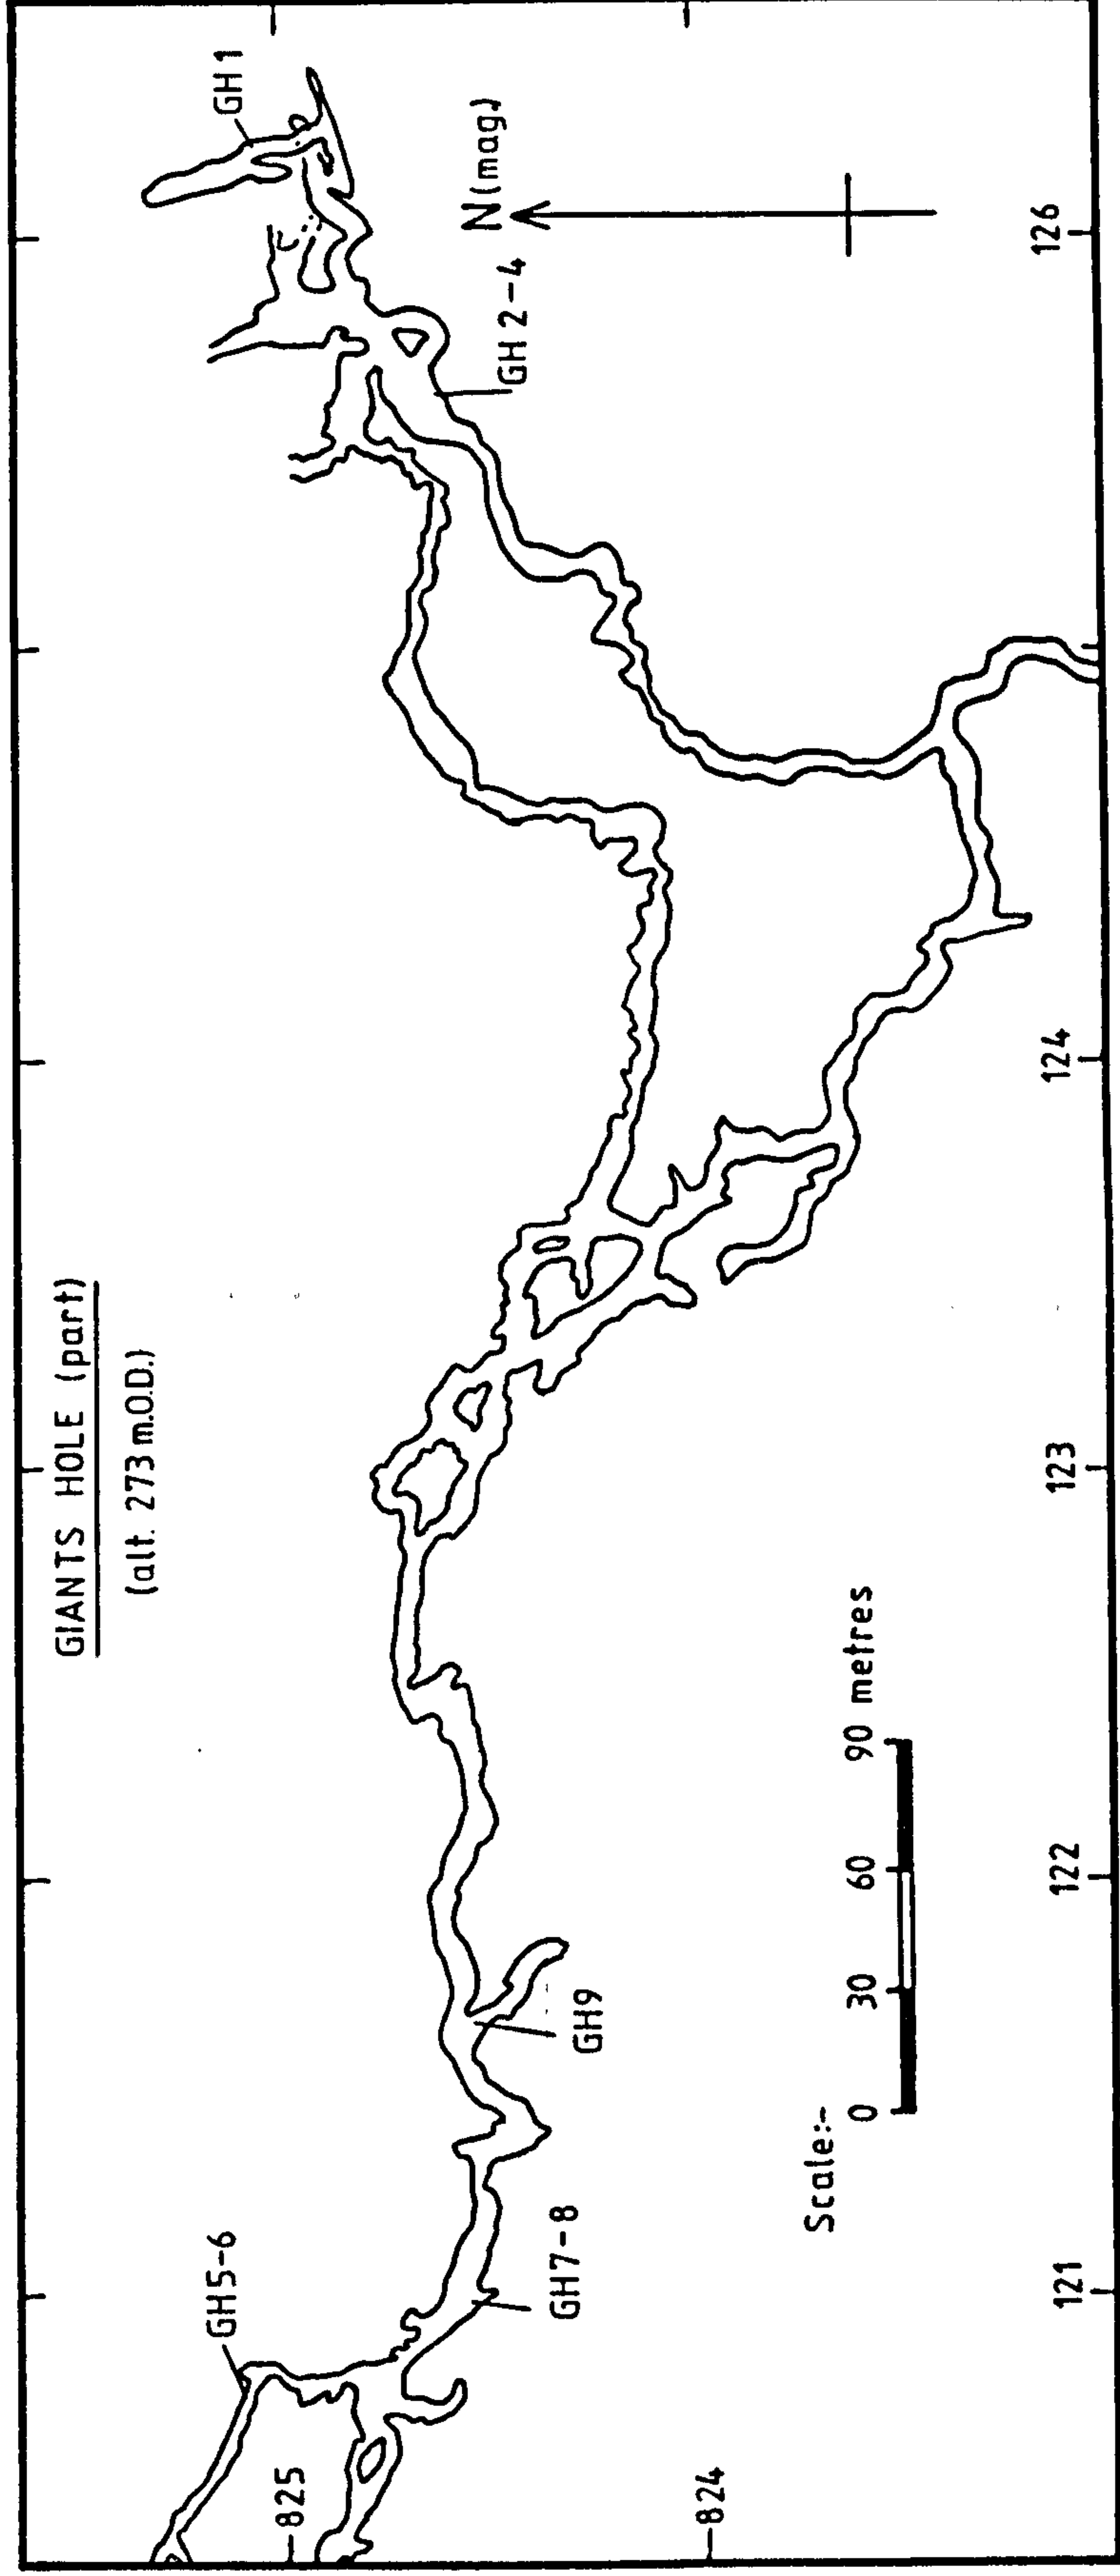 GIANTS HOLE (part)
(alt. 273 m.O.D.)
GH1
N (mag.)
GH 2-4
GH5-6
GH7-8
GH9
825
824
Scale:-
0 30 60 90 metres
121 122 123 124 126